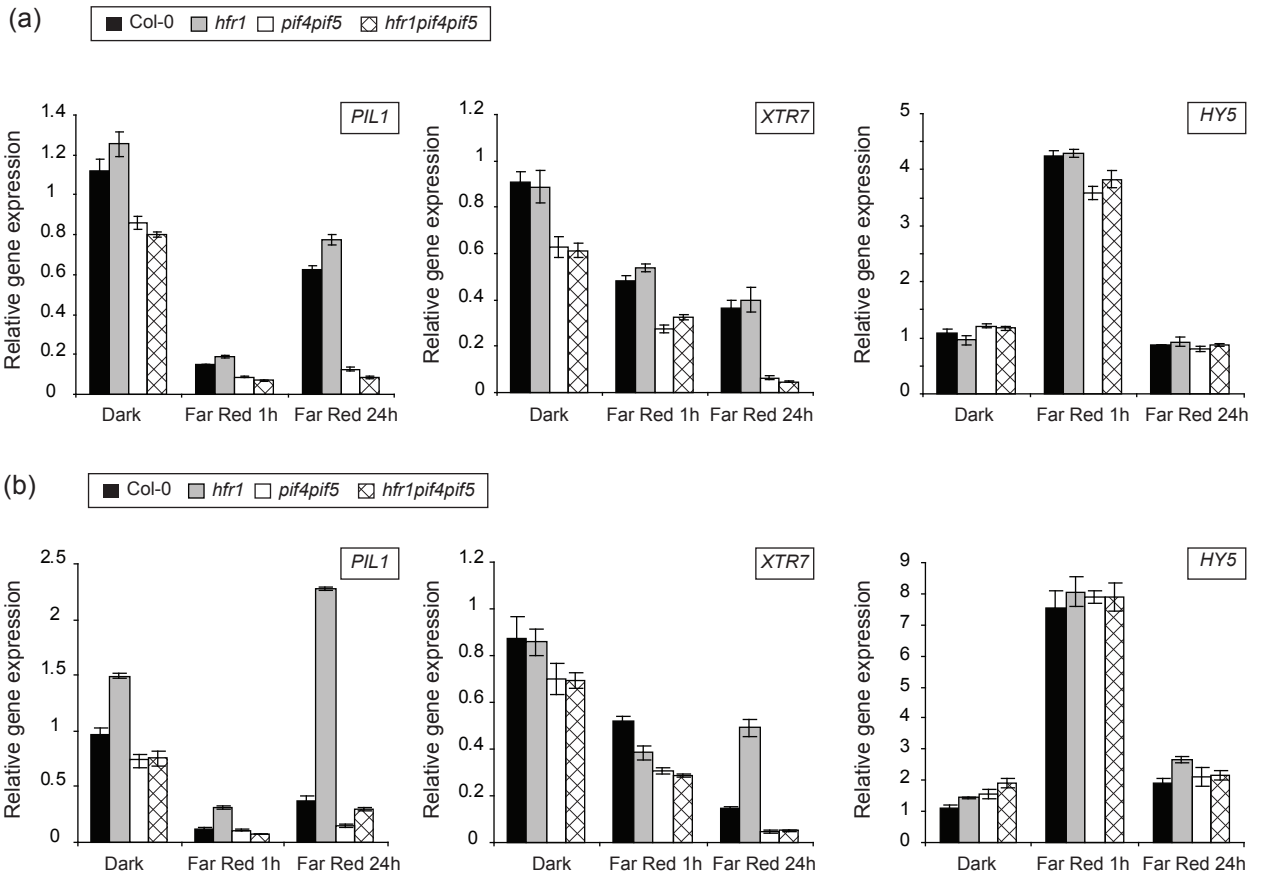 (a)
Col-0 hfr1 pif4pif5 hfr1pif4pif5
PIL1
Relative gene expression
1.4
1.2
1
0.8
0.6
0.4
0.2
0
Dark Far Red 1h Far Red 24h
XTR7
Relative gene expression
1.2
1
0.8
0.6
0.4
0.2
0
Dark Far Red 1h Far Red 24h
HY5
Relative gene expression
5
4
3
2
1
0
Dark Far Red 1h Far Red 24h
(b)
Col-0 hfr1 pif4pif5 hfr1pif4pif5
PIL1
Relative gene expression
2.5
2
1.5
1
0.5
0
Dark Far Red 1h Far Red 24h
XTR7
Relative gene expression
1.2
1
0.8
0.6
0.4
0.2
0
Dark Far Red 1h Far Red 24h
HY5
Relative gene expression
9
8
7
6
5
4
3
2
1
0
Dark Far Red 1h Far Red 24h